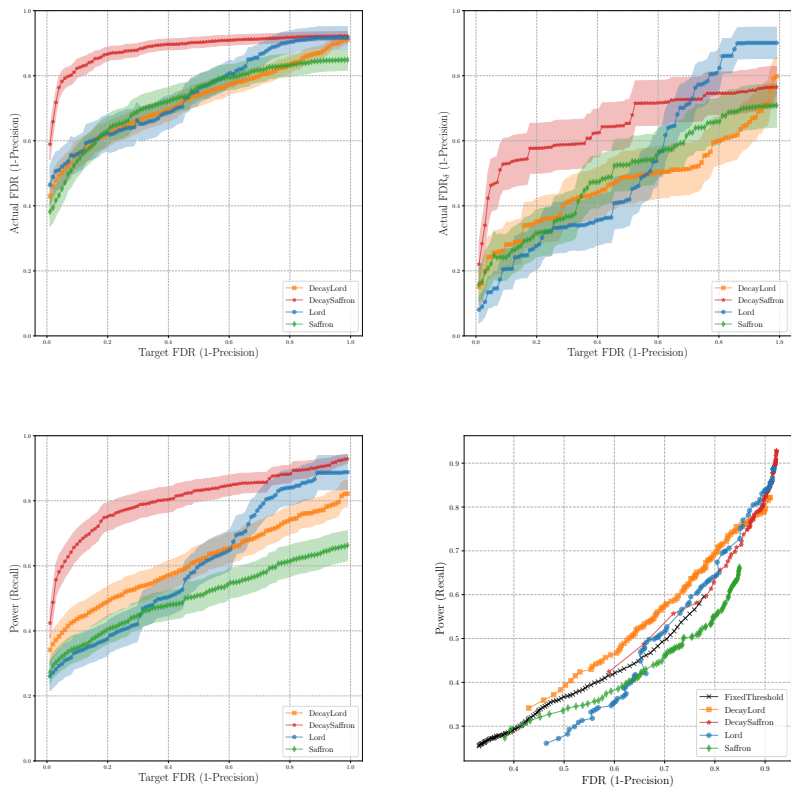 1.0
0.8
0.6
0.4
0.2
0.0
Actual FDR (1-Precision)
0.0 0.2 0.4 0.6 0.8 1.0
Target FDR (1-Precision)
DecayLord
DecaySaffron
Lord
Saffron
1.0
0.8
0.6
0.4
0.2
0.0
Actual FDR_δ (1-Precision)
0.0 0.2 0.4 0.6 0.8 1.0
Target FDR (1-Precision)
DecayLord
DecaySaffron
Lord
Saffron
1.0
0.8
0.6
0.4
0.2
0.0
Power (Recall)
0.0 0.2 0.4 0.6 0.8 1.0
Target FDR (1-Precision)
DecayLord
DecaySaffron
Lord
Saffron
0.9
0.8
0.7
0.6
0.5
0.4
0.3
Power (Recall)
0.4 0.5 0.6 0.7 0.8 0.9
FDR (1-Precision)
FixedThreshold
DecayLord
DecaySaffron
Lord
Saffron